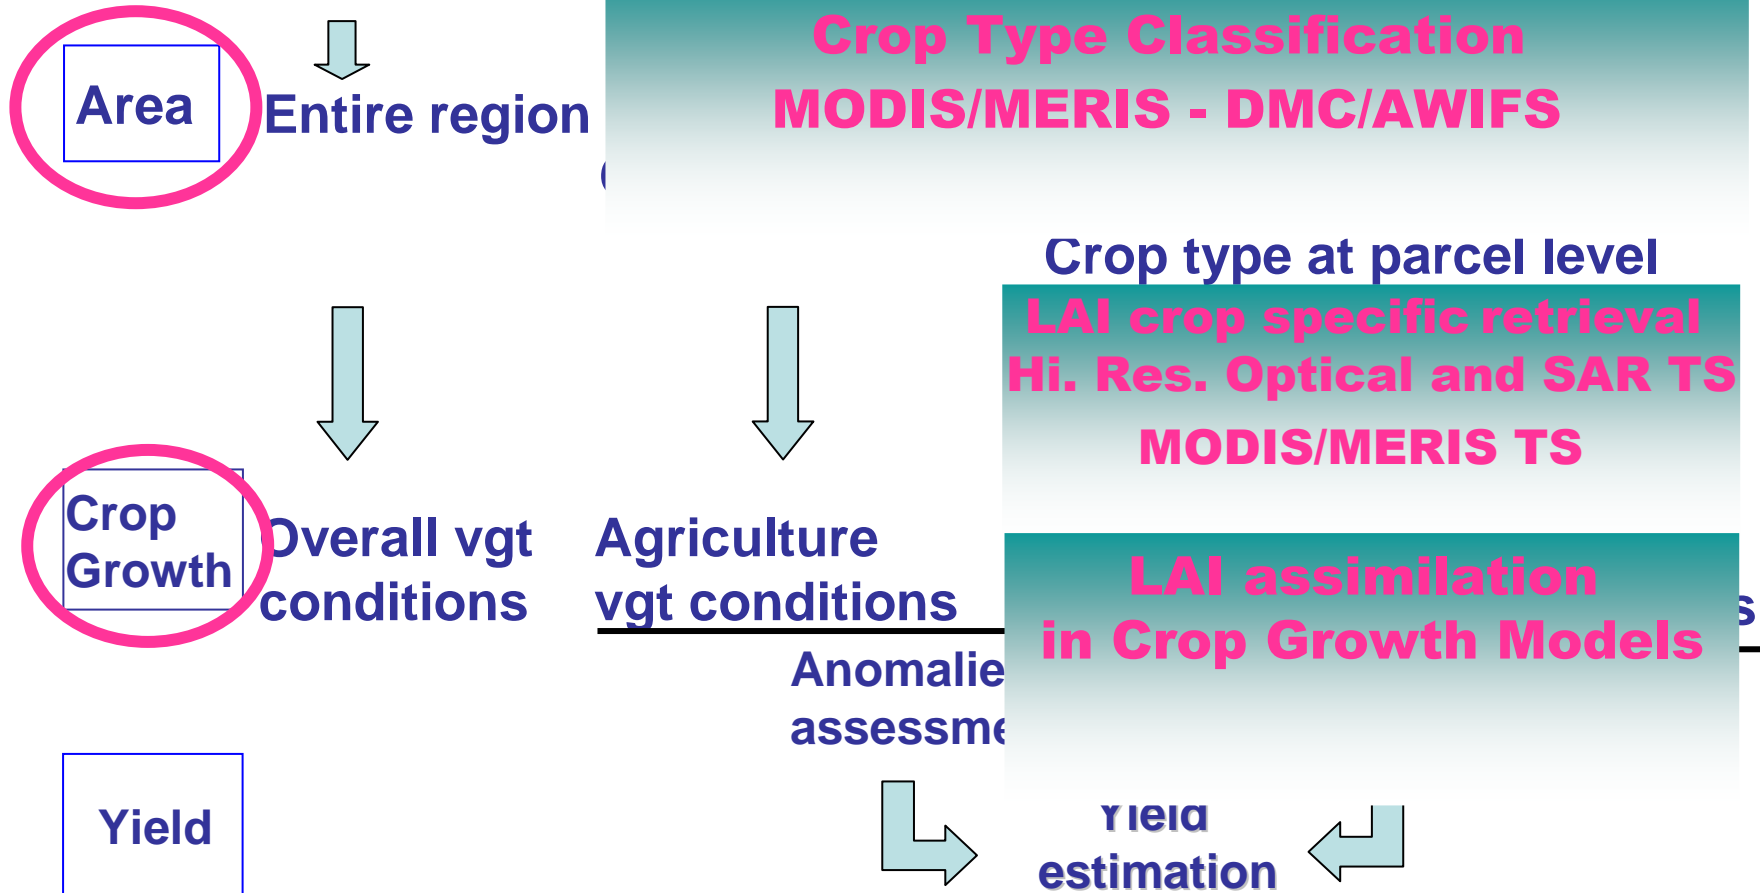 Crop Type Classification
MODIS/MERIS - DMC/AWIFS
Area
Entire region
Crop type at parcel level
LAI crop specific retrieval
Hi. Res. Optical and SAR TS
MODIS/MERIS TS
Crop
Growth
Overall vgt
conditions
Agriculture
vgt conditions
LAI assimilation
in Crop Growth Models
Yield
Yield
estimation